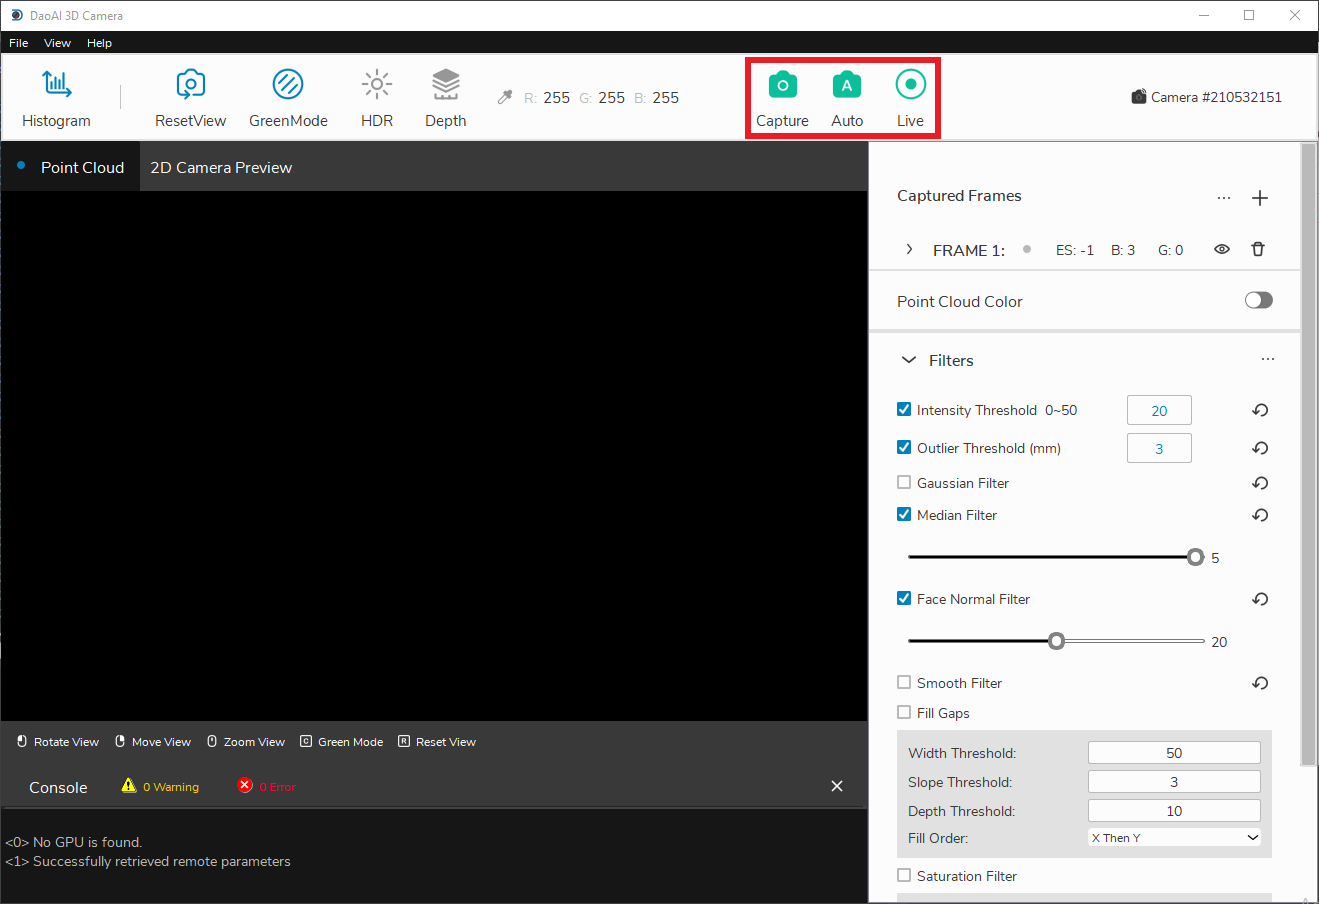 DaoAI 3D Camera
File View Help
Histogram ResetView GreenMode HDR Depth R: 255 G: 255 B: 255 Capture Auto Live Camera #210532151
Point Cloud 2D Camera Preview
Captured Frames
FRAME 1: ES: -1 B: 3 G: 0
Point Cloud Color
Filters
Intensity Threshold 0~50 20
Outlier Threshold (mm) 3
Gaussian Filter
Median Filter
5
Face Normal Filter
20
Smooth Filter
Fill Gaps
Width Threshold: 50
Slope Threshold: 3
Depth Threshold: 10
Fill Order: X Then Y
Saturation Filter
Rotate View Move View Zoom View C Green Mode R Reset View
Console 0 Warning 0 Error
<0> No GPU is found.
<1> Successfully retrieved remote parameters